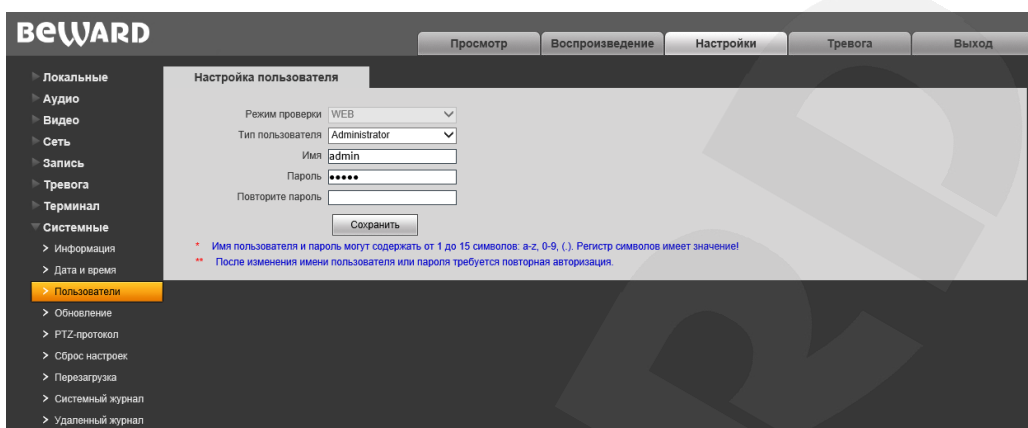 BEWARD
Просмотр
Воспроизведение
Настройки
Тревога
Выход
Локальные
Аудио
Видео
Сеть
Запись
Тревога
Терминал
Системные
> Информация
> Дата и время
> Пользователи
> Обновление
> PTZ-протокол
> Сброс настроек
> Перезагрузка
> Системный журнал
> Удаленный журнал
Настройка пользователя
Режим проверки WEB
Тип пользователя Administrator
Имя admin
Пароль •••••
Повторите пароль
Сохранить
* Имя пользователя и пароль могут содержать от 1 до 15 символов: a-z, 0-9, (.). Регистр символов имеет значение!
** После изменения имени пользователя или пароля требуется повторная авторизация.